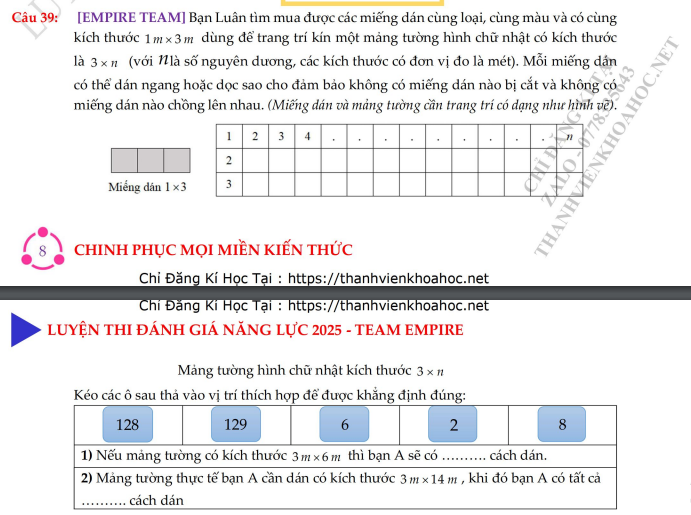 Câu 39: [EMPIRE TEAM] Bạn Luân tìm mua được các miếng dán cùng loại, cùng màu và có cùng
kích thước 1 m × 3 m dùng để trang trí kín một mảng tường hình chữ nhật có kích thước
là 3 × n (với n là số nguyên dương, các kích thước có đơn vị đo là mét). Mỗi miếng dán
có thể dán ngang hoặc dọc sao cho đảm bảo không có miếng dán nào bị cắt và không có
miếng dán nào chồng lên nhau. (Miếng dán và mảng tường cần trang trí có dạng như hình vẽ).
1 2 3 4 . . . . . . . . . n
2
3
Miếng dán 1×3
CHỈ ĐĂNG KÍ TẠI
THANHVIENKHOAHOC.NET
8 CHINH PHỤC MỌI MIỀN KIẾN THỨC
Chỉ Đăng Kí Học Tại : https://thanhvienkhoahoc.net
Chỉ Đăng Kí Học Tại : https://thanhvienkhoahoc.net
LUYỆN THI ĐÁNH GIÁ NĂNG LỰC 2025 - TEAM EMPIRE
Mảng tường hình chữ nhật kích thước 3 × n
Kéo các ô sau thả vào vị trí thích hợp để được khẳng định đúng:
128 129 6 2 8
1) Nếu mảng tường có kích thước 3 m × 6 m thì bạn A sẽ có .......... cách dán.
2) Mảng tường thực tế bạn A cần dán có kích thước 3 m × 14 m , khi đó bạn A có tất cả
.......... cách dán